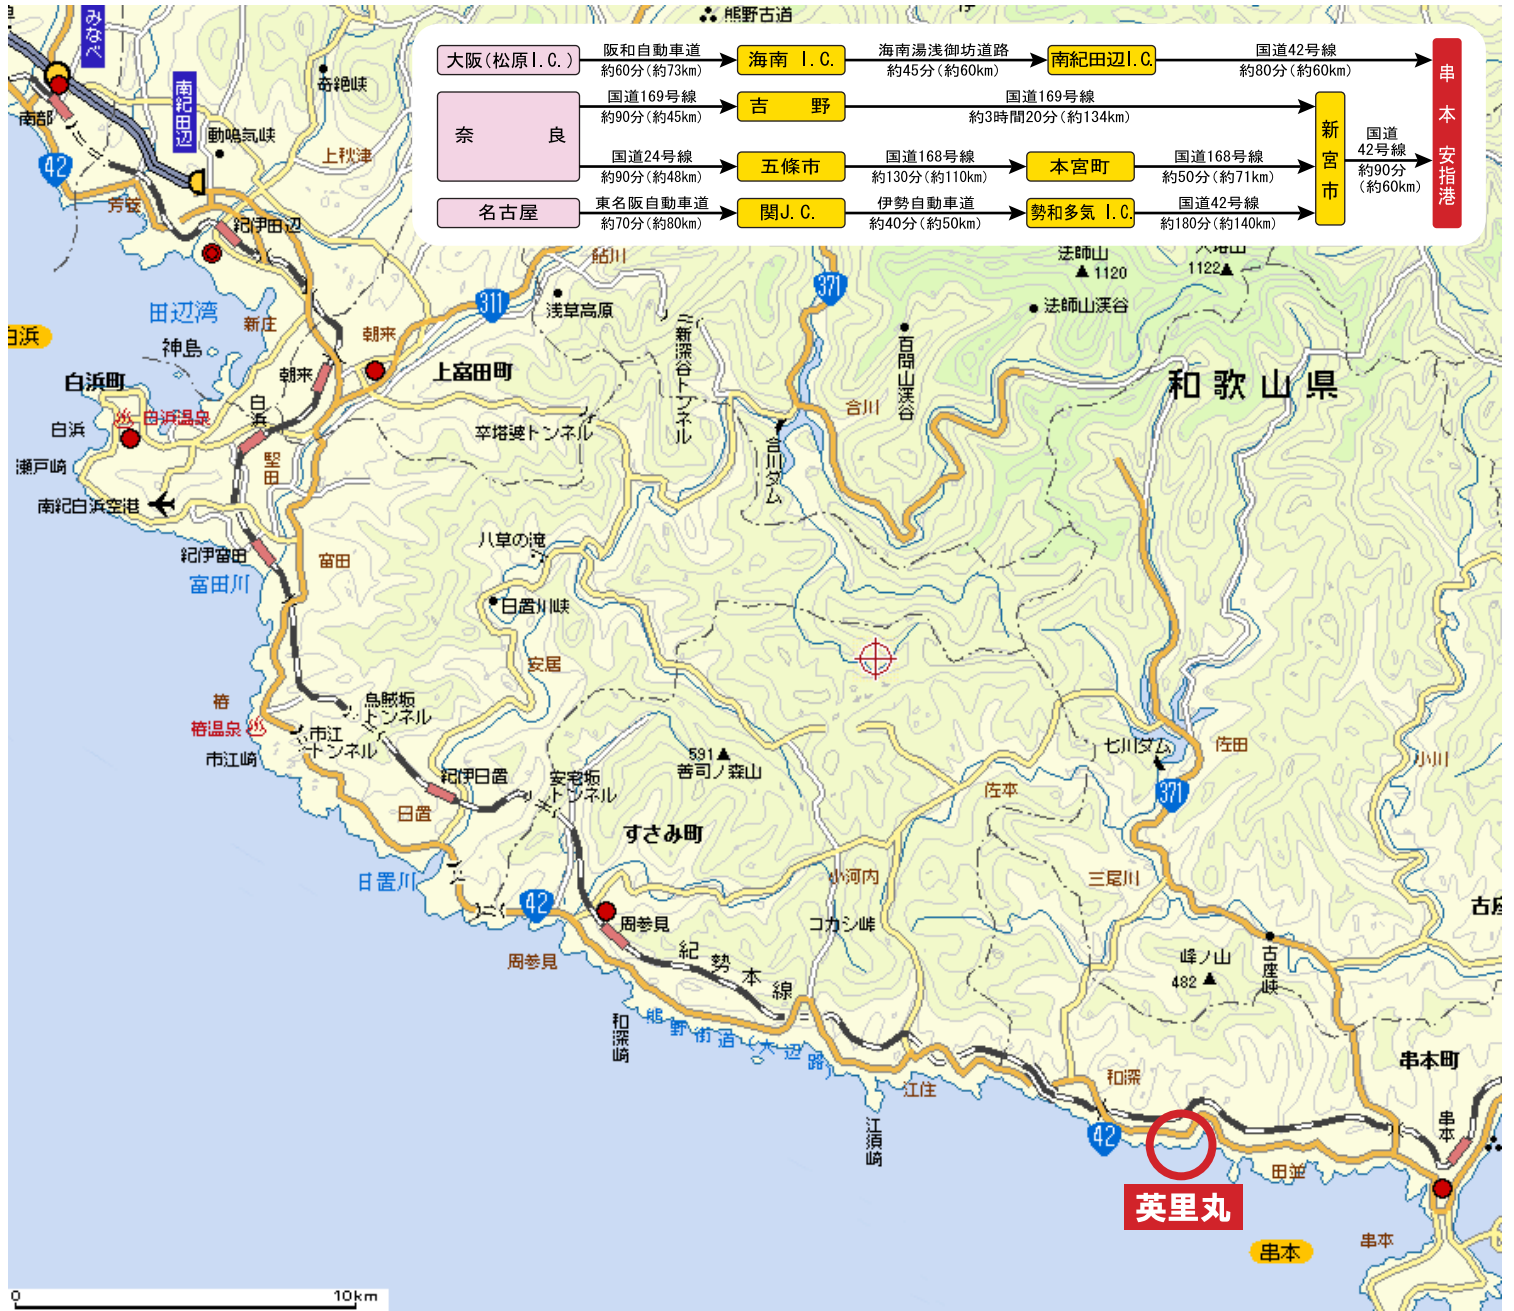 みなべ
熊野古道
大阪(松原I.C.)
阪和自動車道
約60分(約73km)
海南 I.C.
海南湯浅御坊道路
約45分(約60km)
南紀田辺I.C.
国道42号線
約80分(約60km)
串本 安指港
奈良
国道169号線
約90分(約45km)
吉野
国道169号線
約3時間20分(約134km)
新宮市
国道
42号線
約90分
(約60km)
国道24号線
約90分(約48km)
五條市
国道168号線
約130分(約110km)
本宮町
国道168号線
約50分(約71km)
名古屋
東名阪自動車道
約70分(約80km)
関J.C.
伊勢自動車道
約40分(約50km)
勢和多気 I.C.
国道42号線
約180分(約140km)
南紀田辺
奇絶峡
南部
動鳴気峡
上秋津
42
芳養
紀伊田辺
鮎川
法師山
1120
1122
371
311
浅草高原
法師山渓谷
田辺湾
新庄
朝来
神島
白浜
百間山渓谷
新深谷トンネル
上富田町
朝来
白浜町
和歌山県
白浜温泉
白浜
白浜
合川
卒塔婆トンネル
瀬戸崎
堅田
合川ダム
南紀白浜空港
八草の滝
紀伊富田
富田
富田川
日置川峡
安居
椿
烏賊坂
トンネル
椿温泉
市江
トンネル
市江崎
591
善司ノ森山
七川ダム
佐田
小川
紀伊日置
安宅坂
トンネル
佐本
371
日置
すさみ町
日置川
小河内
三尾川
42
古座
周参見
コカシ峠
周参見
紀勢本線
峰ノ山
482
古座峡
和深崎
熊野街道(大辺路)
串本町
江住
和深
江須崎
42
串本
田並
英里丸
串本
串本
0
10km